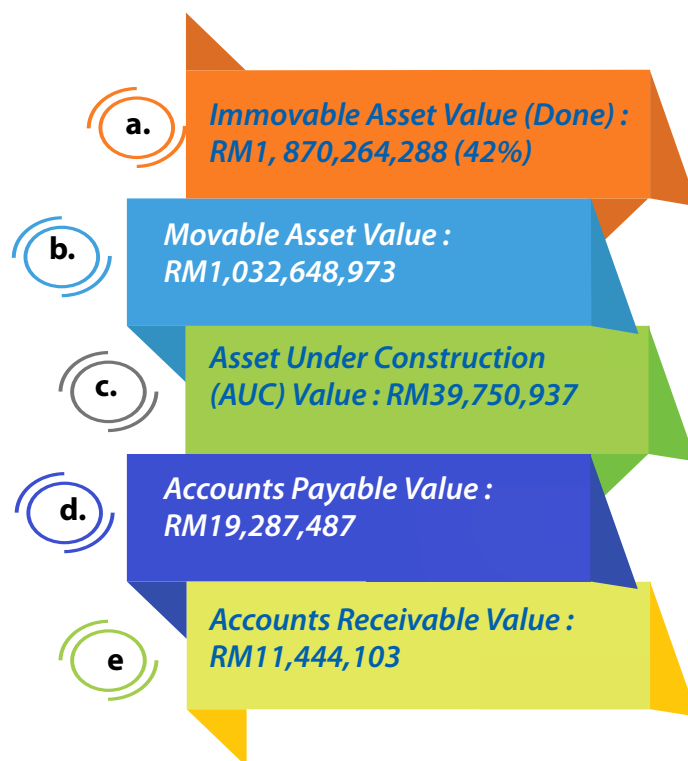 a.
Immovable Asset Value (Done) :
RM1, 870,264,288 (42%)
b.
Movable Asset Value :
RM1,032,648,973
c.
Asset Under Construction
(AUC) Value : RM39,750,937
d.
Accounts Payable Value :
RM19,287,487
e
Accounts Receivable Value :
RM11,444,103